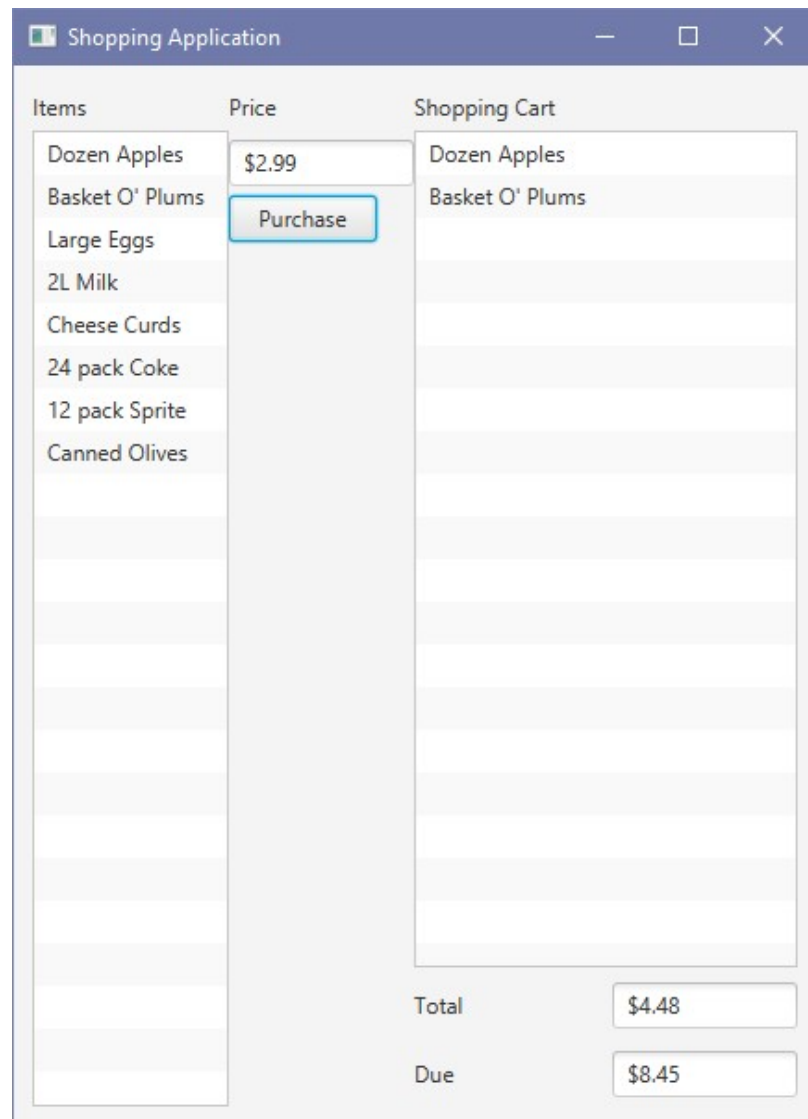 Shopping Application
Items
Price
Shopping Cart
Dozen Apples
Basket O' Plums
Large Eggs
2L Milk
Cheese Curds
24 pack Coke
12 pack Sprite
Canned Olives
$2.99
Purchase
Dozen Apples
Basket O' Plums
Total
$4.48
Due
$8.45